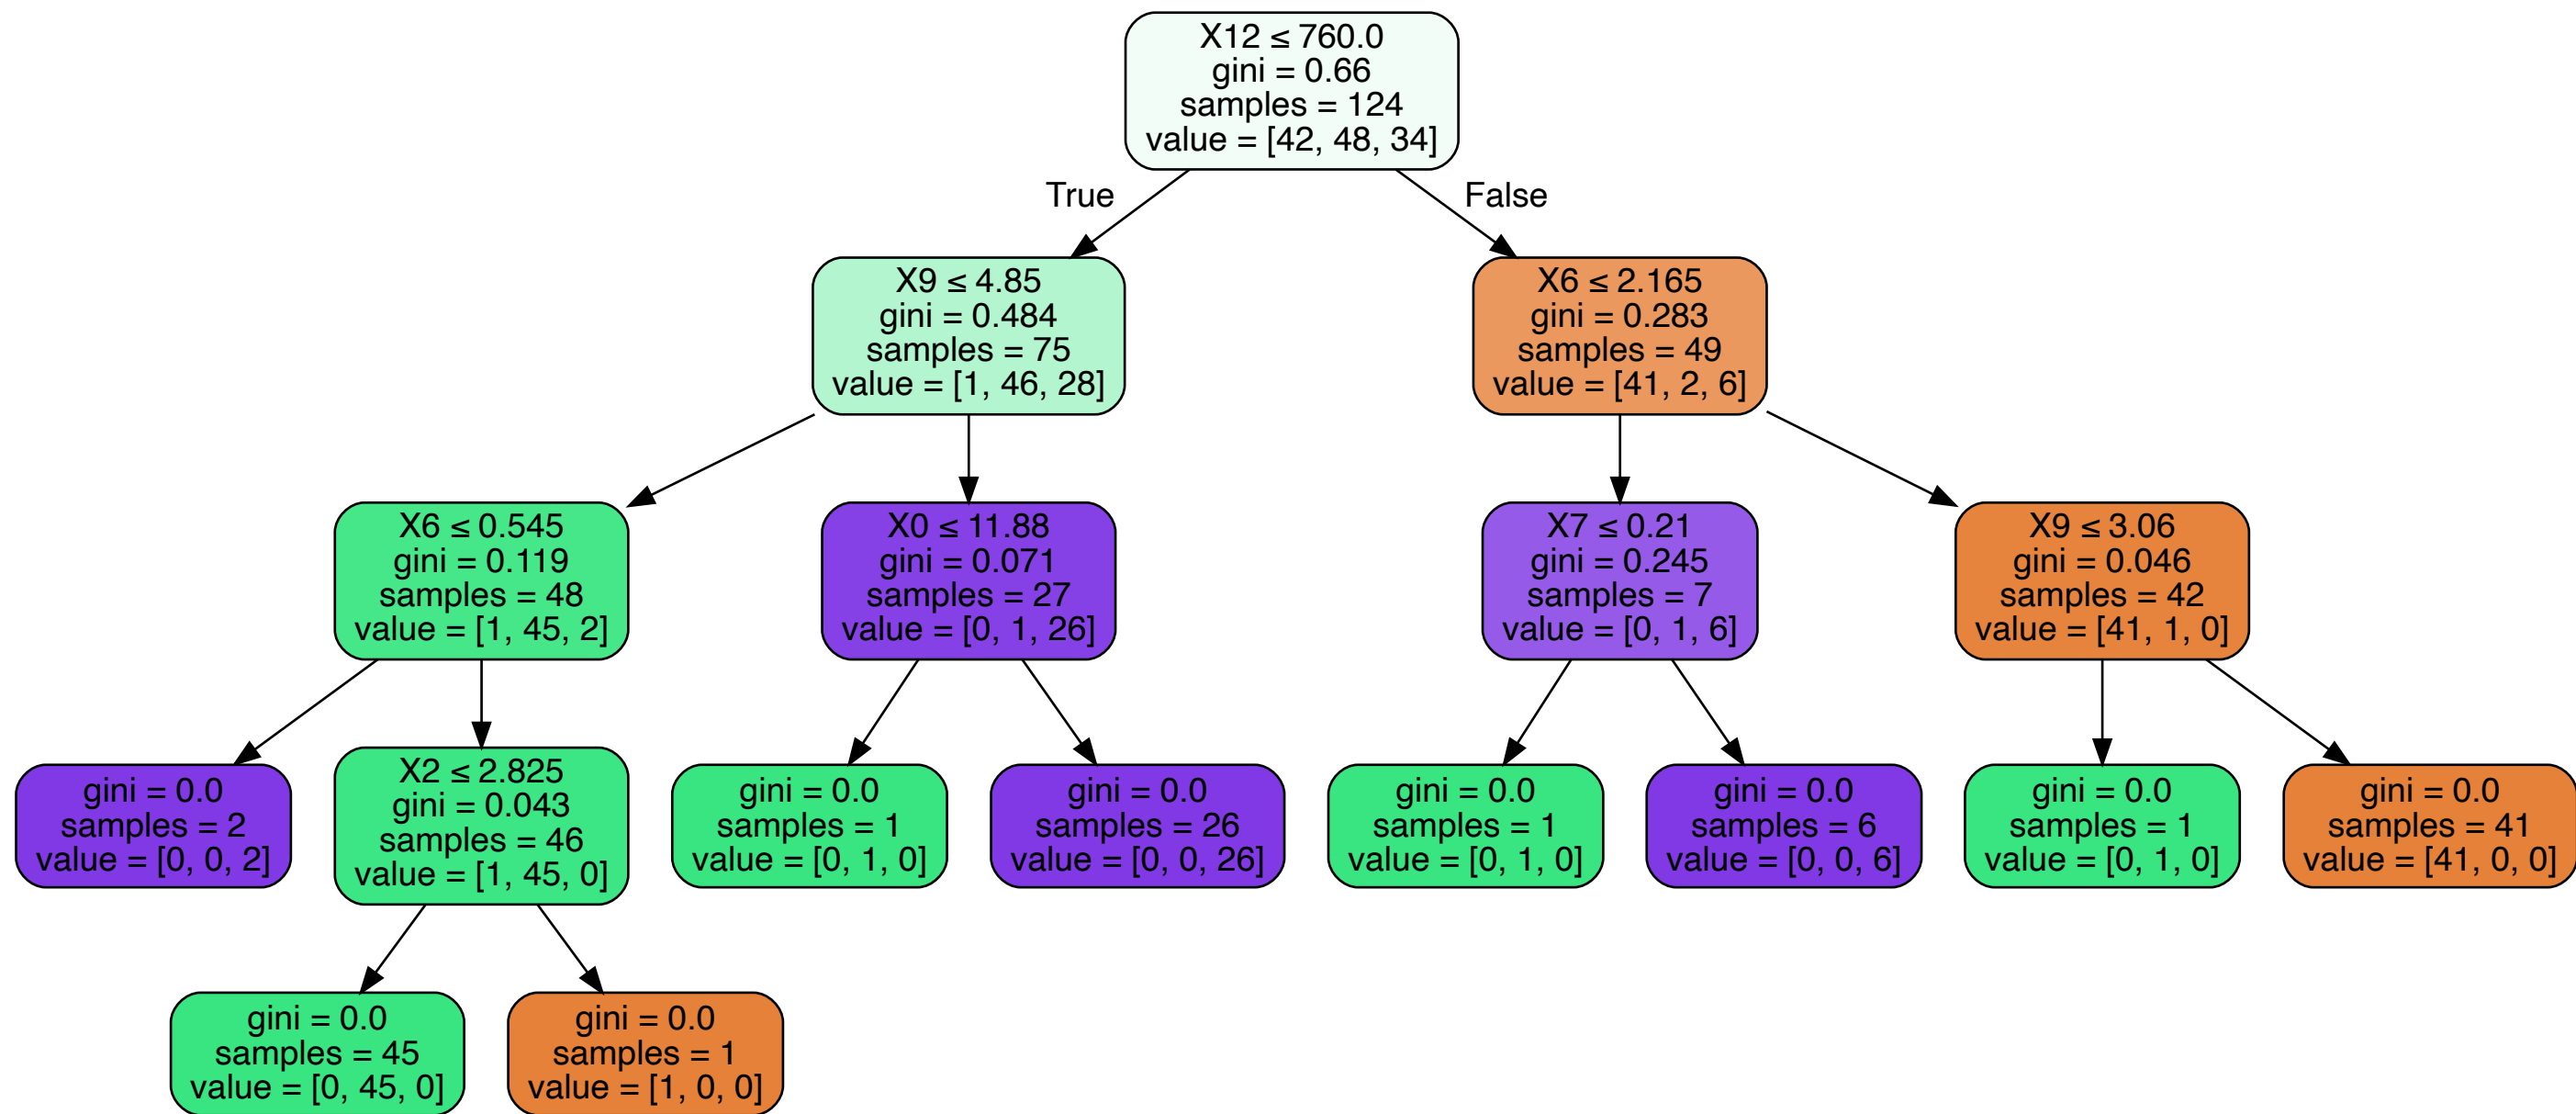 X12 ≤ 760.0
gini = 0.66
samples = 124
value = [42, 48, 34]
True
False
X9 ≤ 4.85
gini = 0.484
samples = 75
value = [1, 46, 28]
X6 ≤ 2.165
gini = 0.283
samples = 49
value = [41, 2, 6]
X6 ≤ 0.545
gini = 0.119
samples = 48
value = [1, 45, 2]
X0 ≤ 11.88
gini = 0.071
samples = 27
value = [0, 1, 26]
X7 ≤ 0.21
gini = 0.245
samples = 7
value = [0, 1, 6]
X9 ≤ 3.06
gini = 0.046
samples = 42
value = [41, 1, 0]
gini = 0.0
samples = 2
value = [0, 0, 2]
X2 ≤ 2.825
gini = 0.043
samples = 46
value = [1, 45, 0]
gini = 0.0
samples = 1
value = [0, 1, 0]
gini = 0.0
samples = 26
value = [0, 0, 26]
gini = 0.0
samples = 1
value = [0, 1, 0]
gini = 0.0
samples = 6
value = [0, 0, 6]
gini = 0.0
samples = 1
value = [0, 1, 0]
gini = 0.0
samples = 41
value = [41, 0, 0]
gini = 0.0
samples = 45
value = [0, 45, 0]
gini = 0.0
samples = 1
value = [1, 0, 0]